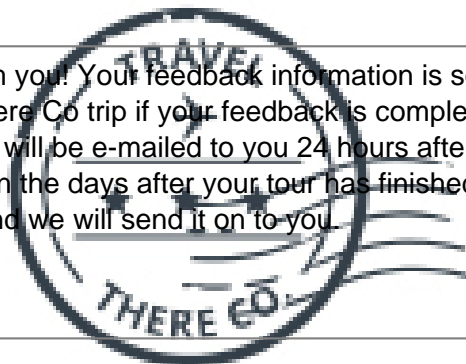 TRAVEL
n you! Your feedback information is s
ere Co trip if your feedback is comple
will be e-mailed to you 24 hours afte
n the days after your tour has finished
nd we will send it on to you.
THERE CO.